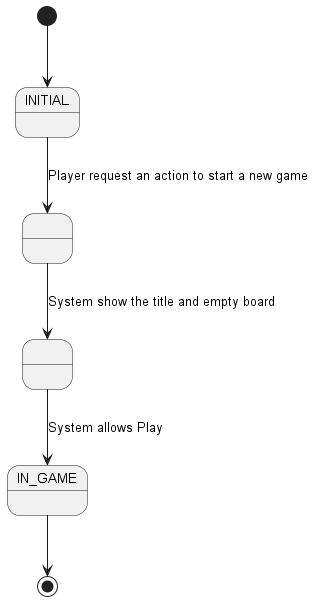 INITIAL
Player request an action to start a new game
System show the title and empty board
System allows Play
IN_GAME